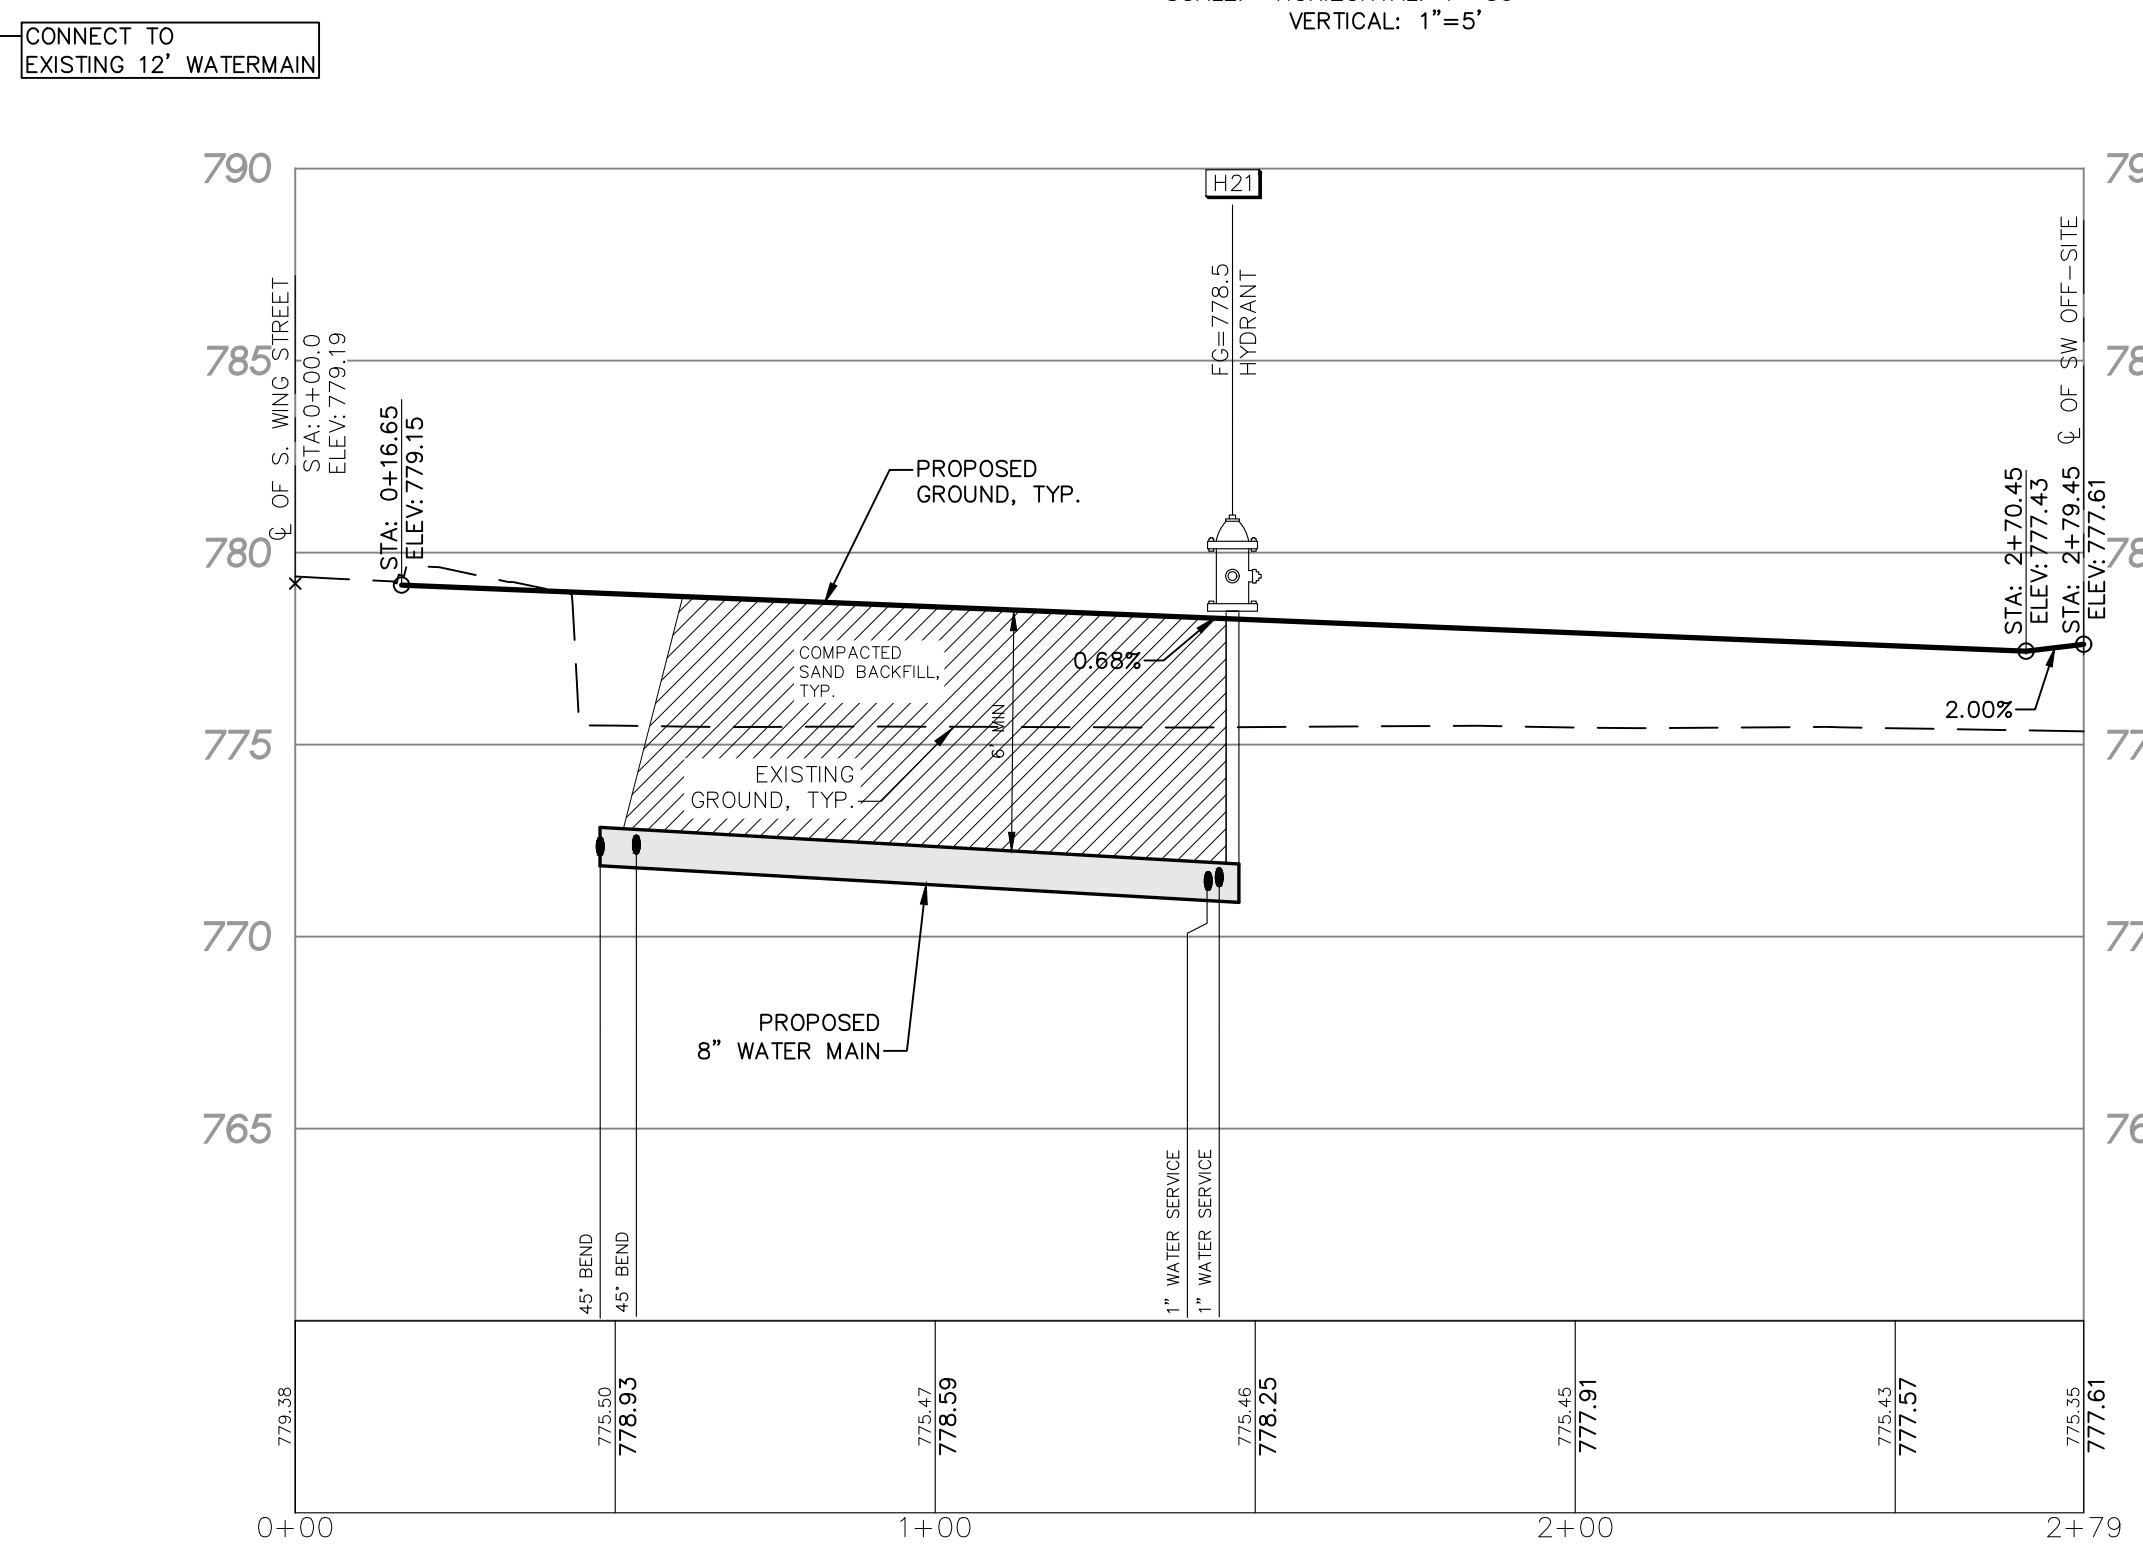 VERTICAL: 1"=5'
CONNECT TO
EXISTING 12' WATERMAIN
790
H21
785
780
775
770
765
℄ OF S. WING STREET
STA: 0+00.0
ELEV: 779.19
STA: 0+16.65
ELEV: 779.15
PROPOSED
GROUND, TYP.
FG=778.5
HYDRANT
℄ OF SW OFF-SITE
STA: 2+70.45
ELEV: 777.43
STA: 2+79.45
ELEV: 777.61
COMPACTED
SAND BACKFILL,
TYP.
0.68%
6' MIN
2.00%
EXISTING
GROUND, TYP.
PROPOSED
8" WATER MAIN
45° BEND
45° BEND
1" WATER SERVICE
1" WATER SERVICE
779.38
775.50
778.93
775.47
778.59
775.46
778.25
775.45
777.91
775.43
777.57
775.35
777.61
0+00
1+00
2+00
2+79